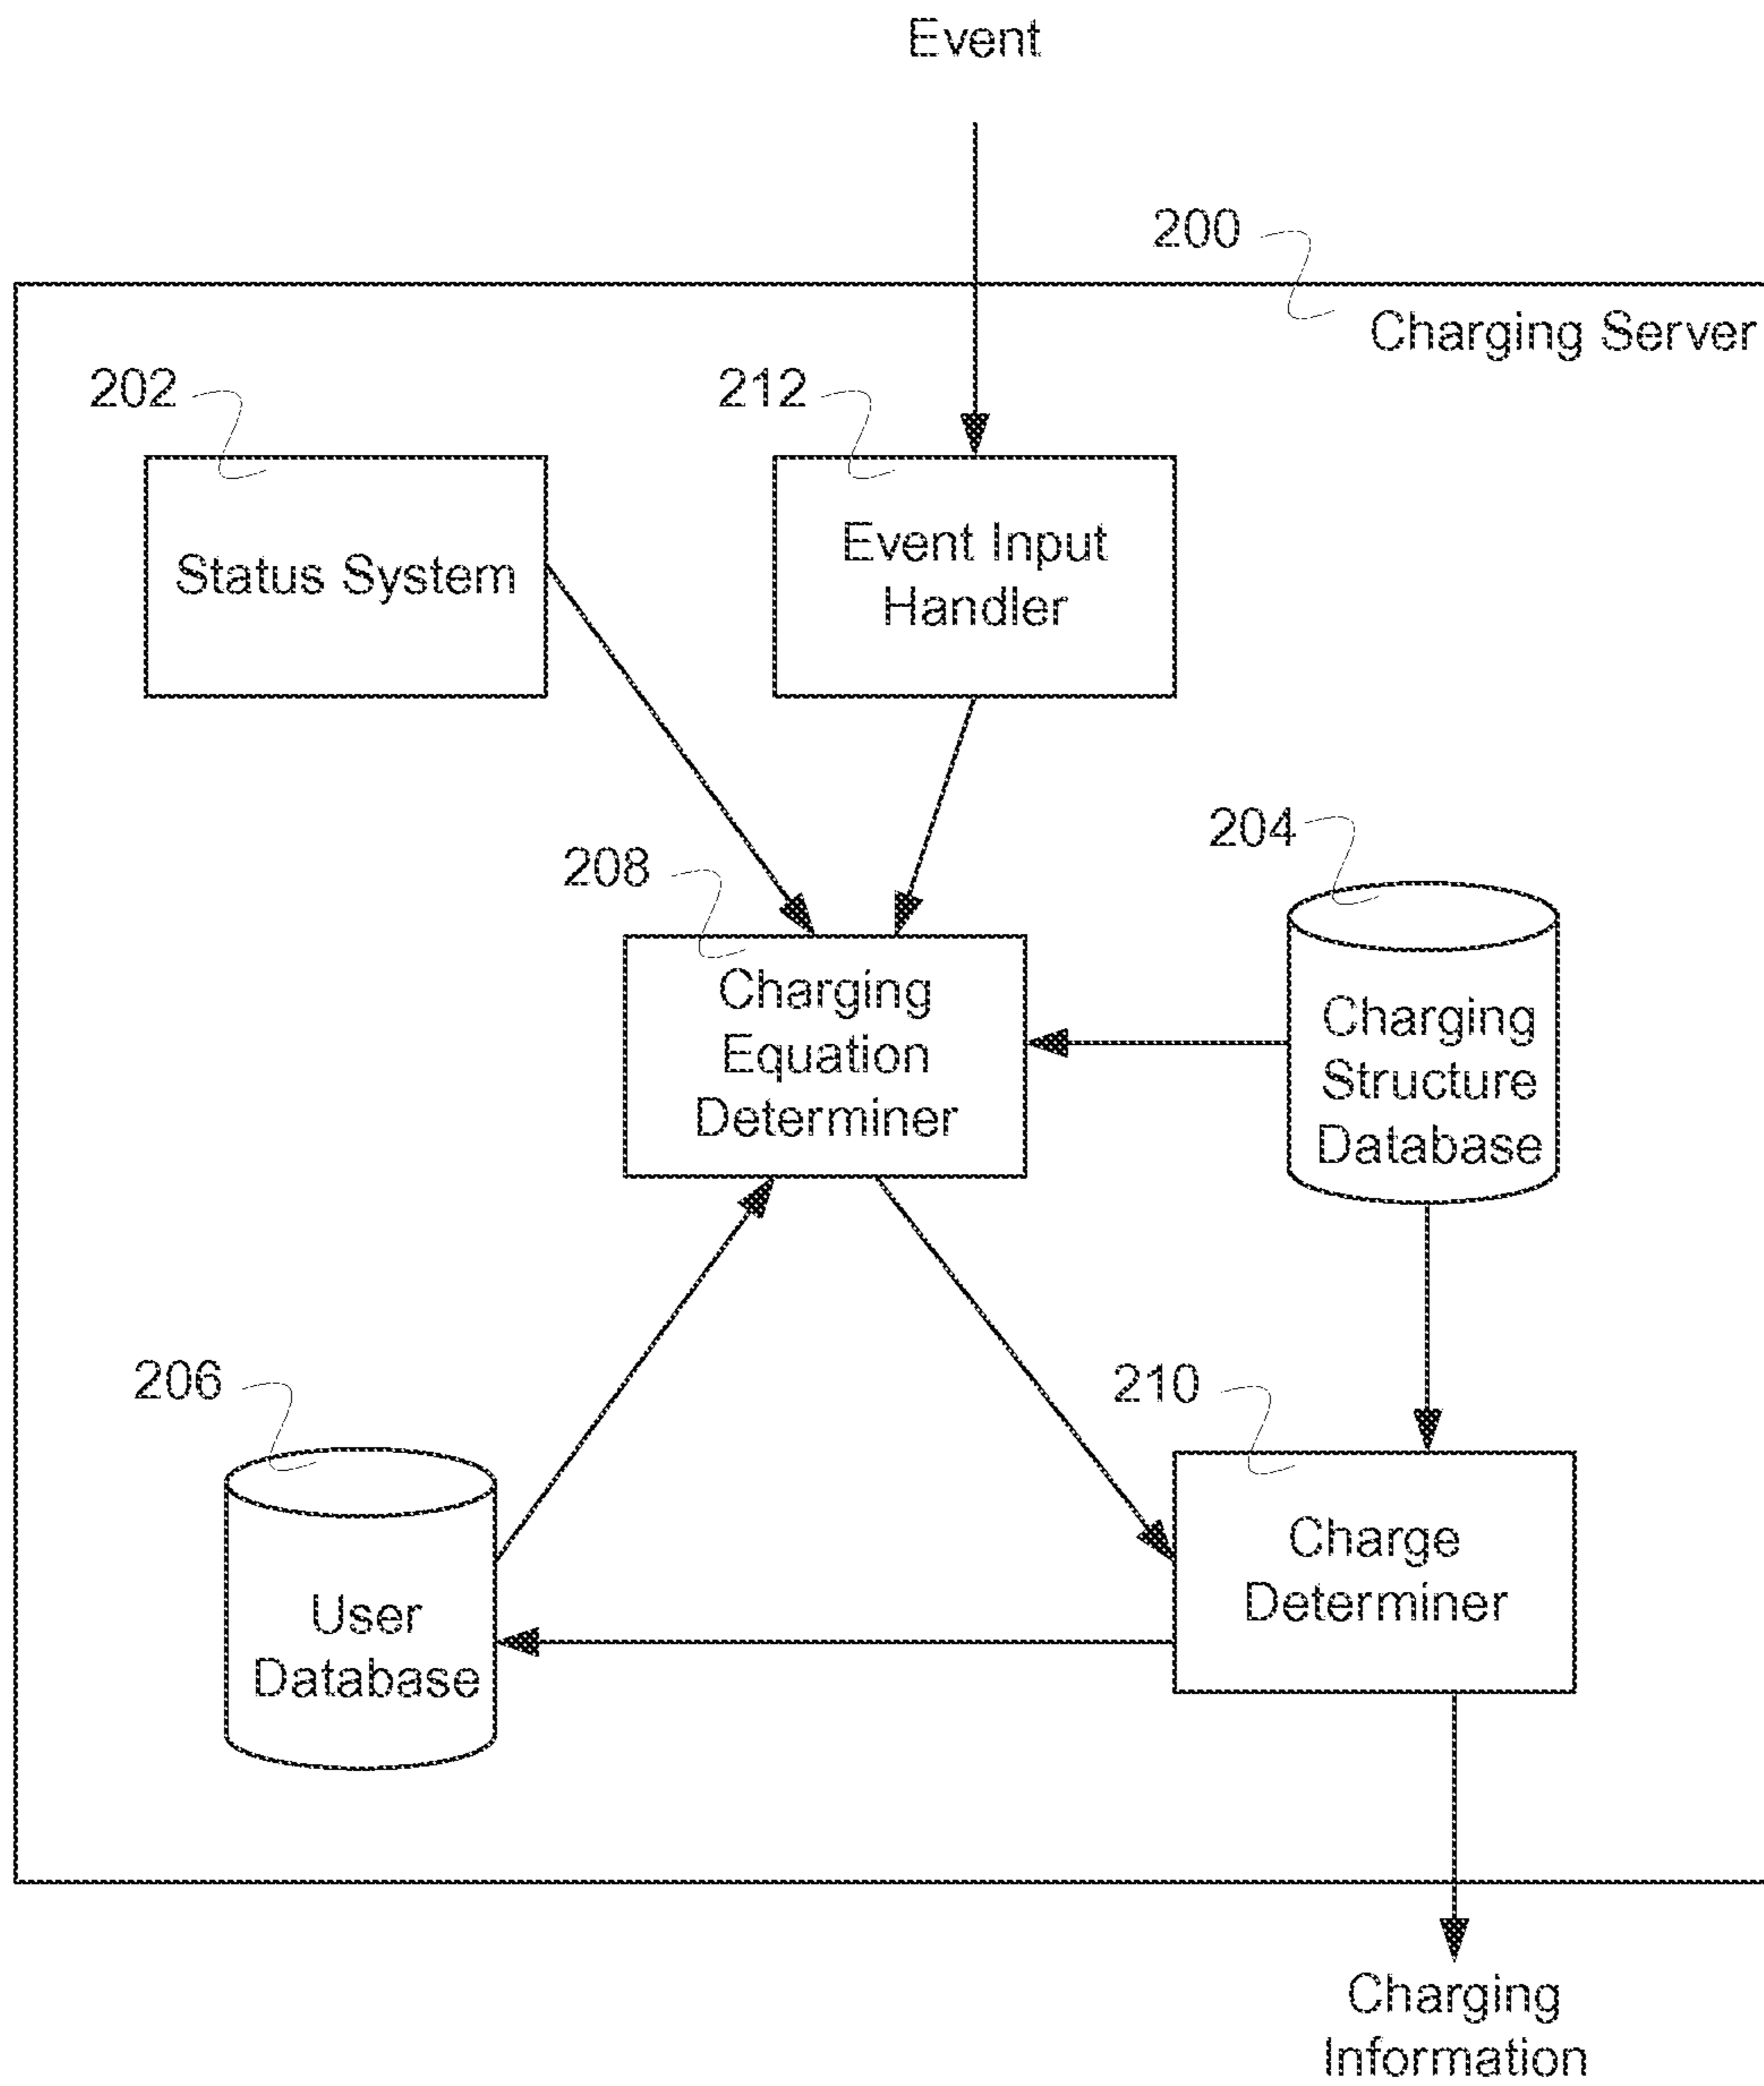 Event
200
Charging Server
202
212
Status System
Event Input
Handler
208
204
Charging
Equation
Determiner
Charging
Structure
Database
206
210
User
Database
Charge
Determiner
Charging
Information